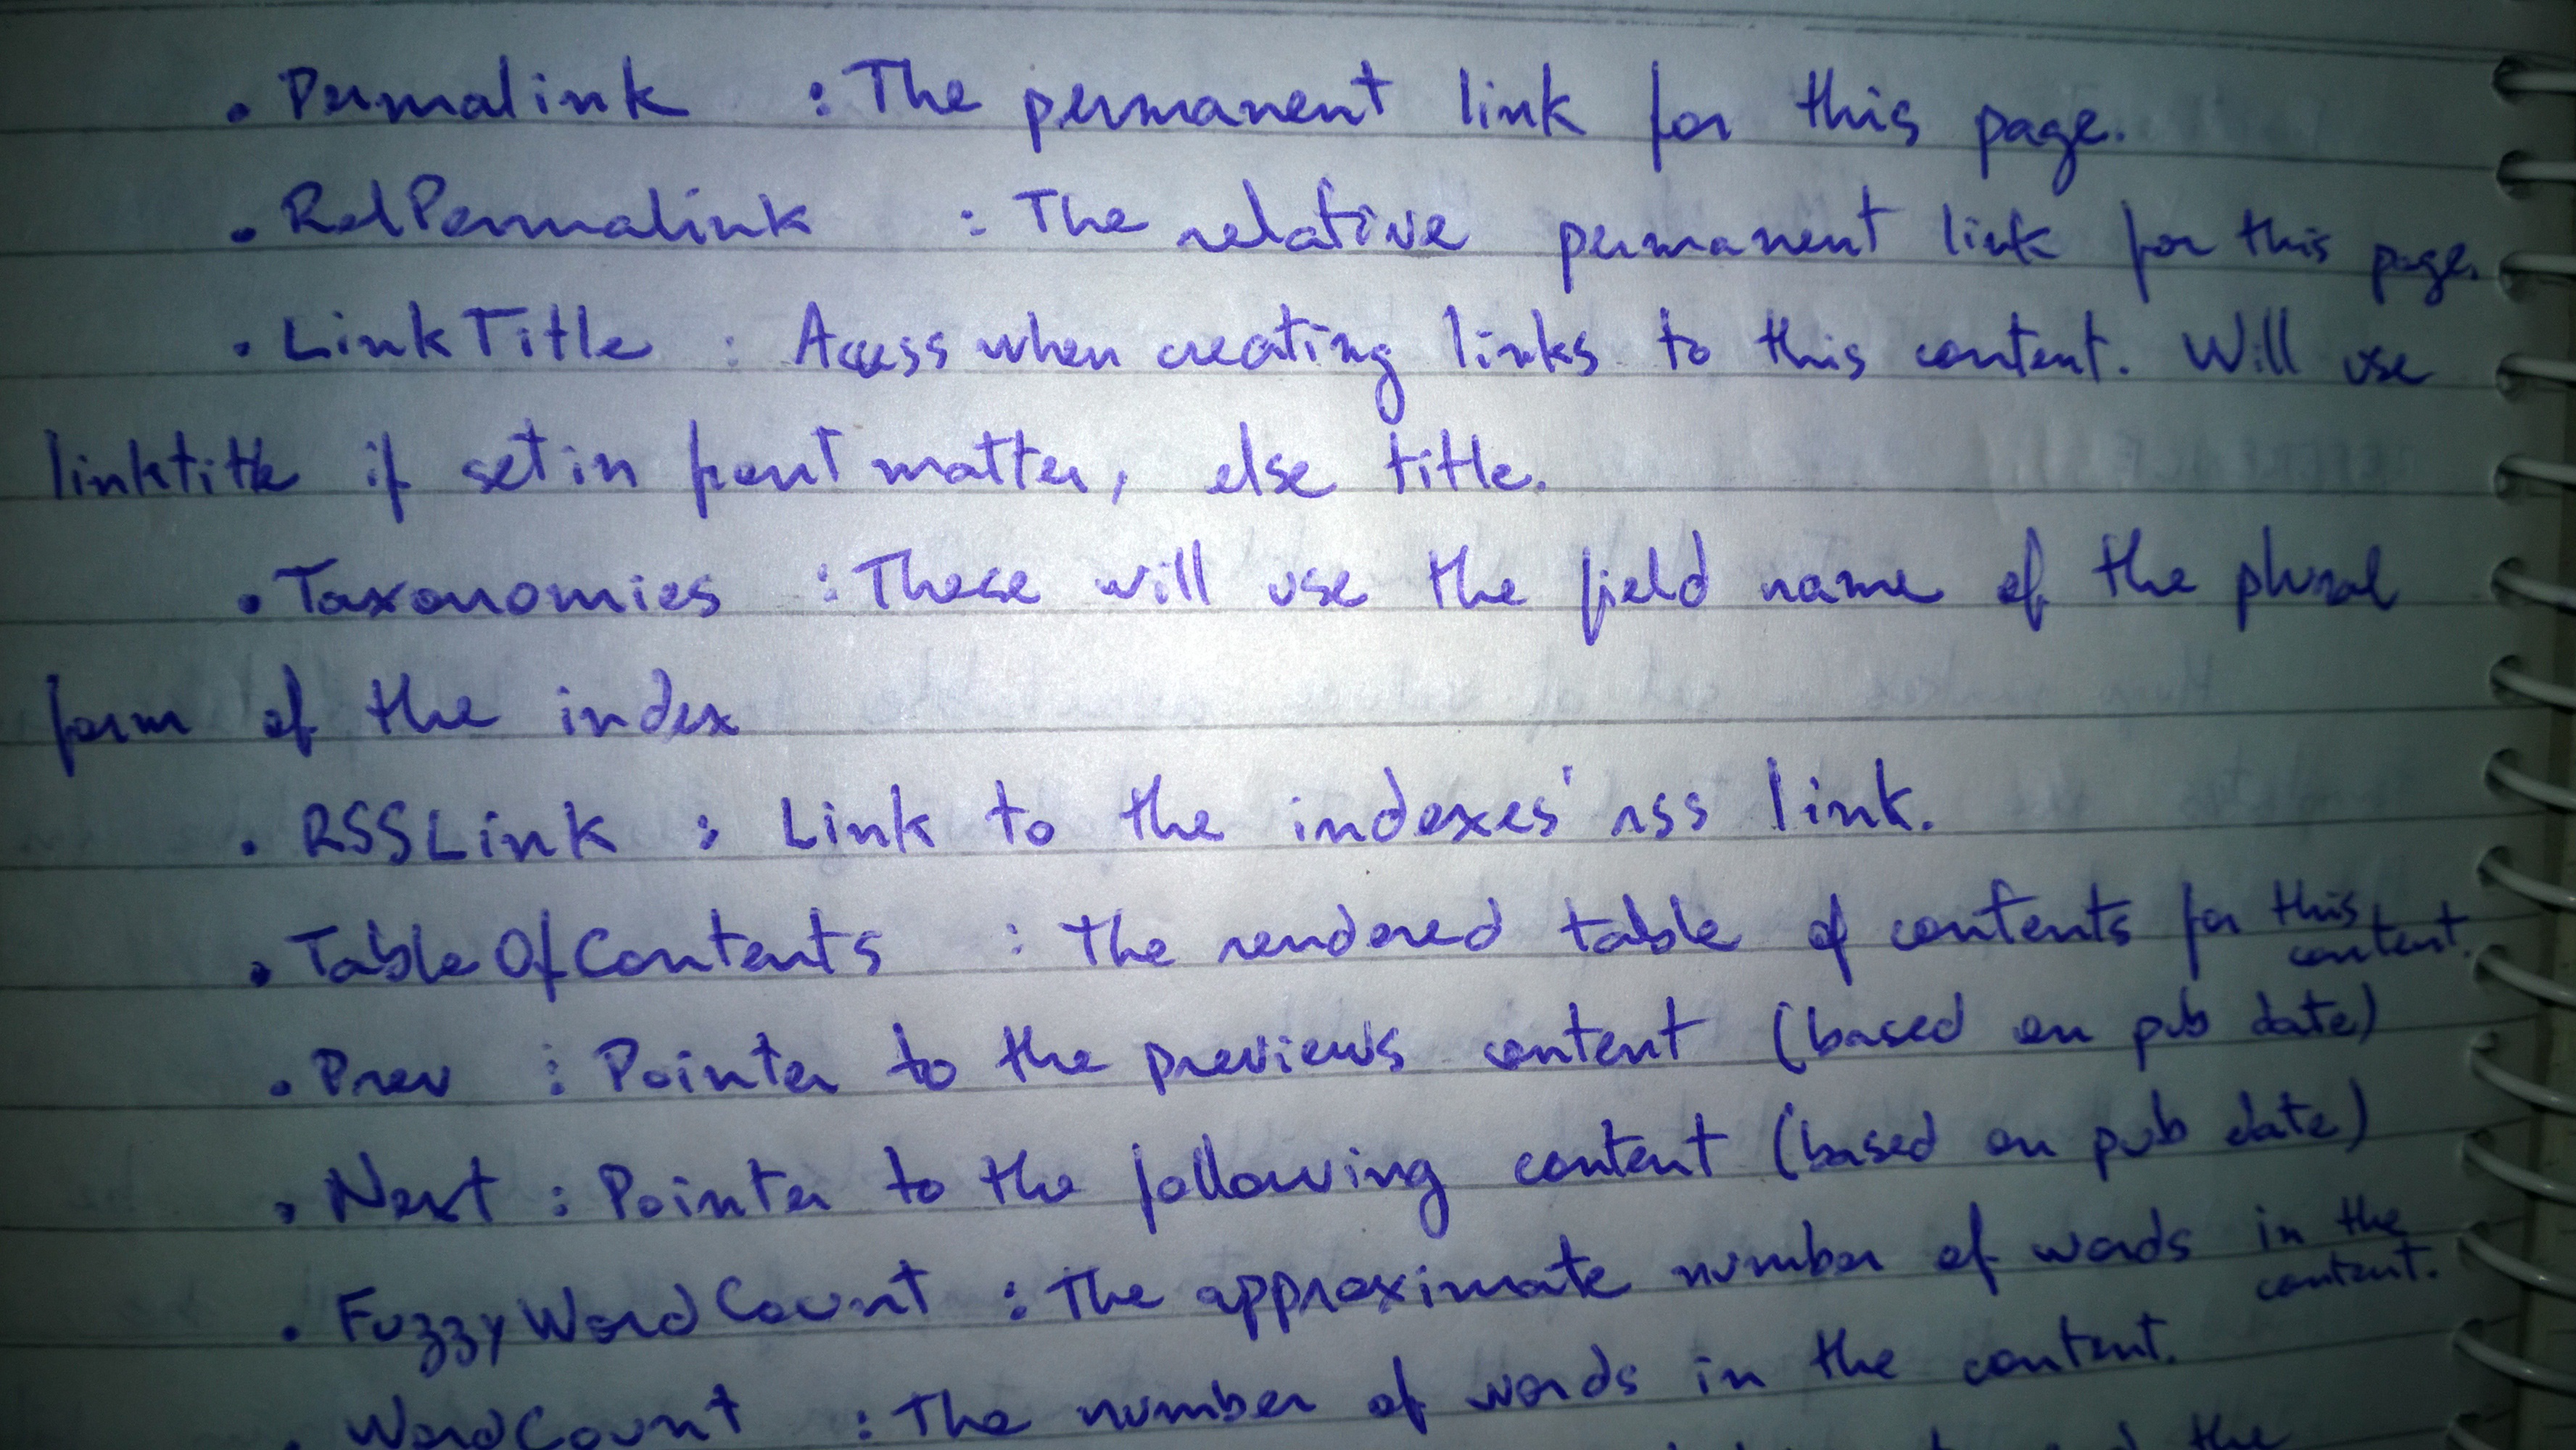 • Permalink : The permanent link for this page.
• RelPermalink : The relative permanent link for this page.
• LinkTitle : Access when creating links to this content. Will use
linktitle if set in front matter, else title.
• Taxonomies : These will use the field name of the plural
form of the index
• RSSLink : Link to the indexes' rss link.
• TableOfContents : The rendered table of contents for this content.
• Prev : Pointer to the previews content (based on pub date)
• Next : Pointer to the following content (based on pub date)
• FuzzyWordCount : The approximate number of words in the content.
• WordCount : The number of words in the content.
the